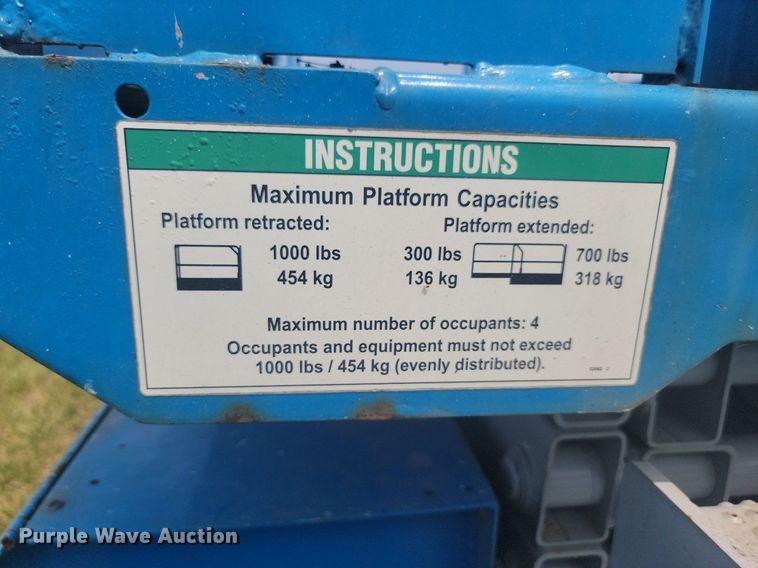 INSTRUCTIONS
Maximum Platform Capacities
Platform retracted: Platform extended:
1000 lbs 300 lbs 700 lbs
454 kg 136 kg 318 kg
Maximum number of occupants: 4
Occupants and equipment must not exceed
1000 lbs / 454 kg (evenly distributed).
Purple Wave Auction